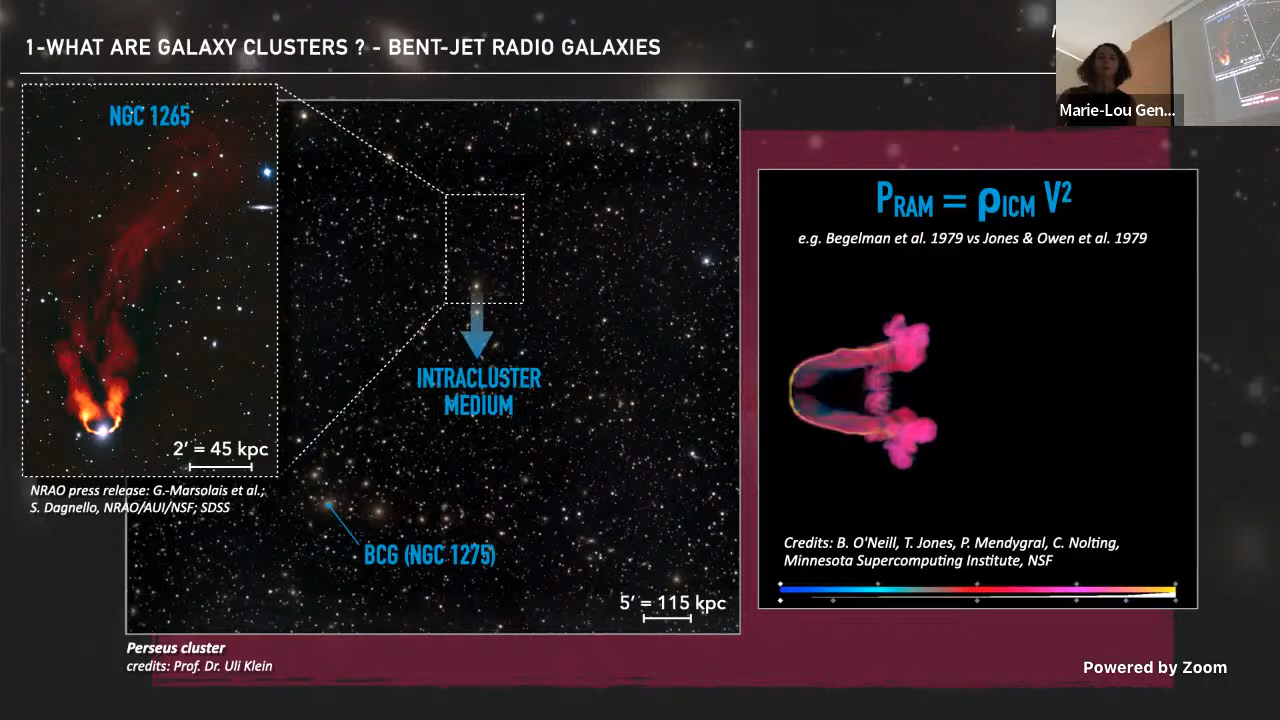 1-WHAT ARE GALAXY CLUSTERS ? - BENT-JET RADIO GALAXIES
Marie-Lou Gen...
NGC 1265
2' = 45 kpc
NRAO press release: G.-Marsolais et al.;
S. Dagnello, NRAO/AUI/NSF; SDSS
INTRACLUSTER
MEDIUM
BCG (NGC 1275)
5' = 115 kpc
Perseus cluster
credits: Prof. Dr. Uli Klein
PRAM = ρICM V²
e.g. Begelman et al. 1979 vs Jones & Owen et al. 1979
Credits: B. O'Neill, T. Jones, P. Mendygral, C. Nolting,
Minnesota Supercomputing Institute, NSF
Powered by Zoom